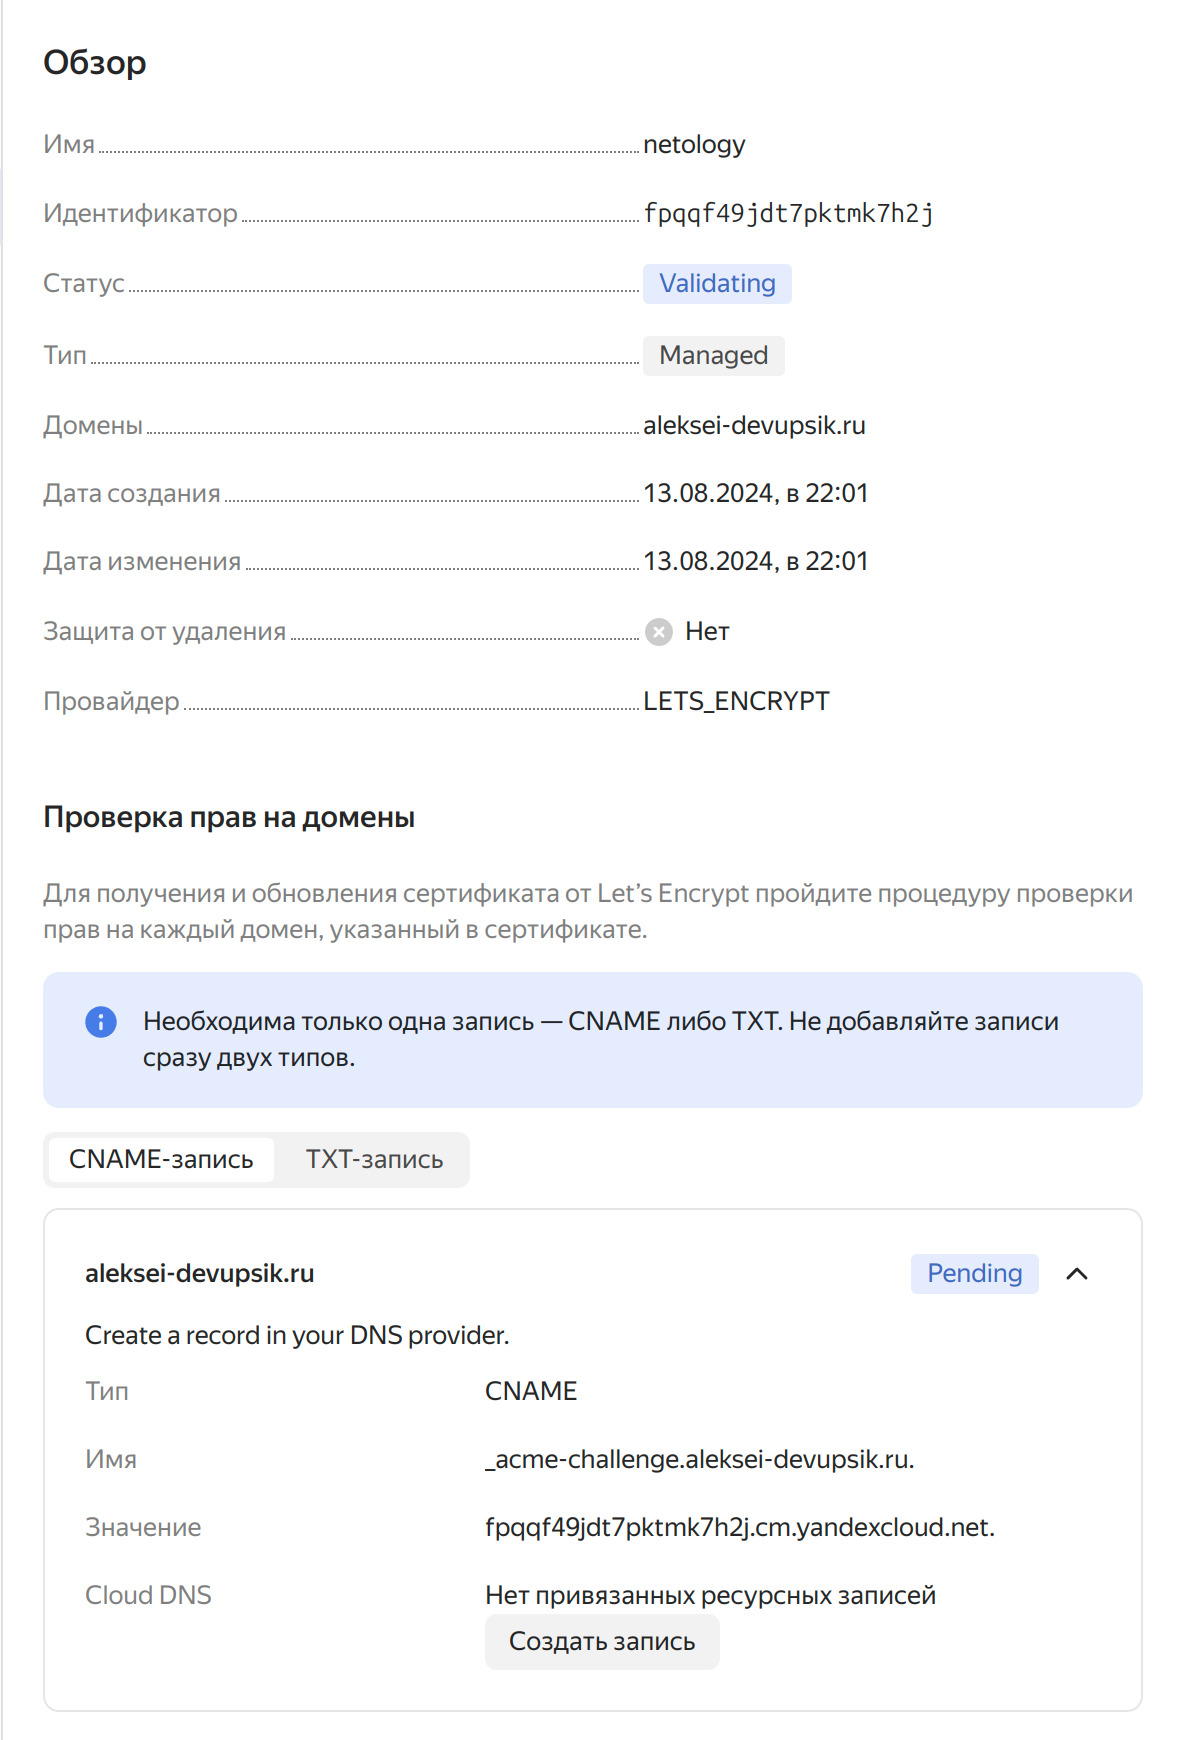 Обзор
Имя netology
Идентификатор fpqqf49jdt7pktmk7h2j
Статус Validating
Тип Managed
Домены aleksei-devupsik.ru
Дата создания 13.08.2024, в 22:01
Дата изменения 13.08.2024, в 22:01
Защита от удаления Нет
Провайдер LETS_ENCRYPT
Проверка прав на домены
Для получения и обновления сертификата от Let’s Encrypt пройдите процедуру проверки
прав на каждый домен, указанный в сертификате.
Необходима только одна запись — CNAME либо TXT. Не добавляйте записи
сразу двух типов.
CNAME-запись TXT-запись
aleksei-devupsik.ru Pending
Create a record in your DNS provider.
Тип CNAME
Имя _acme-challenge.aleksei-devupsik.ru.
Значение fpqqf49jdt7pktmk7h2j.cm.yandexcloud.net.
Cloud DNS Нет привязанных ресурсных записей
Создать запись